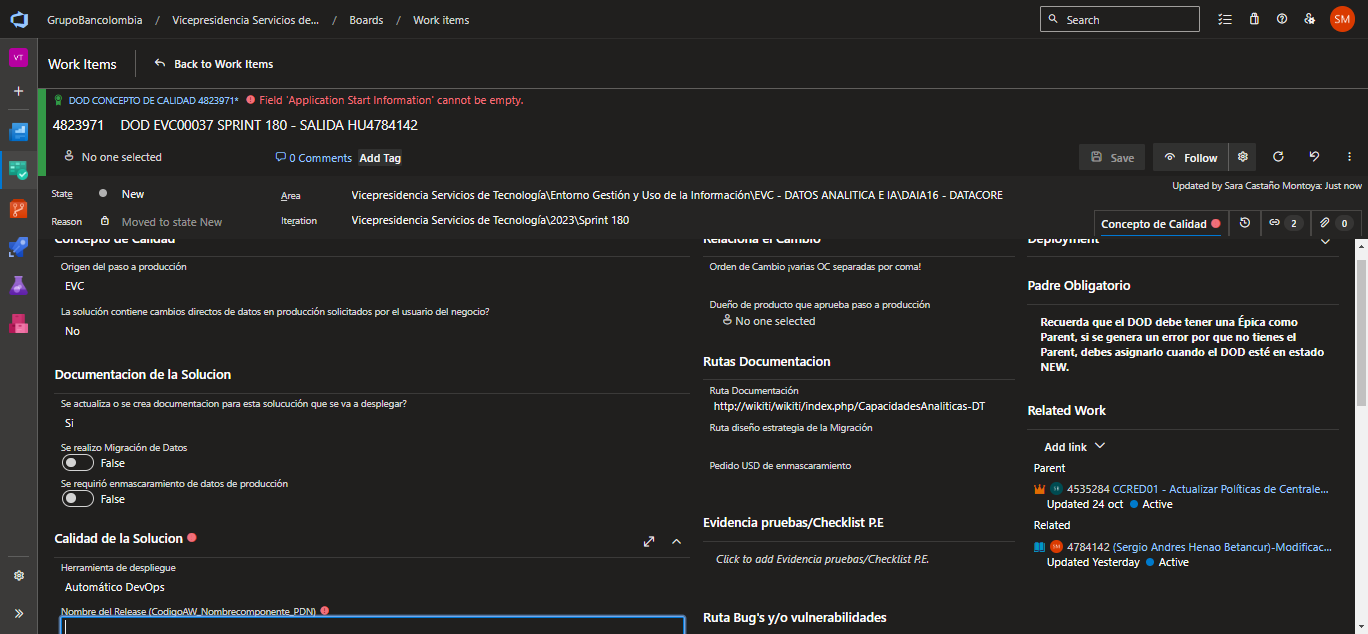 GrupoBancolombia / Vicepresidencia Servicios de... / Boards / Work items
Search
SM
VT
Work Items
Back to Work Items
DOD CONCEPTO DE CALIDAD 4823971*
Field 'Application Start Information' cannot be empty.
4823971 DOD EVC00037 SPRINT 180 - SALIDA HU4784142
No one selected
0 Comments
Add Tag
Save
Follow
State
New
Area
Vicepresidencia Servicios de Tecnología\Entorno Gestión y Uso de la Información\EVC - DATOS ANALITICA E IA\DAIA16 - DATACORE
Updated by Sara Castaño Montoya: Just now
Reason
Moved to state New
Iteration
Vicepresidencia Servicios de Tecnología\2023\Sprint 180
Concepto de Calidad
2
0
Concepto de Calidad
Origen del paso a producción
EVC
La solución contiene cambios directos de datos en producción solicitados por el usuario del negocio?
No
Documentacion de la Solucion
Se actualiza o se crea documentacion para esta solucución que se va a desplegar?
Si
Se realizo Migración de Datos
False
Se requirió enmascaramiento de datos de producción
False
Calidad de la Solucion
Herramienta de despliegue
Automático DevOps
Nombre del Release (CodigoAW_Nombrecomponente_PDN)
Relaciona el Cambio
Orden de Cambio ¡varias OC separadas por coma!
Dueño de producto que aprueba paso a producción
No one selected
Rutas Documentacion
Ruta Documentación
http://wikiti/wikiti/index.php/CapacidadesAnaliticas-DT
Ruta diseño estrategia de la Migración
Pedido USD de enmascaramiento
Evidencia pruebas/Checklist P.E
Click to add Evidencia pruebas/Checklist P.E.
Ruta Bug's y/o vulnerabilidades
Deployment
Padre Obligatorio
Recuerda que el DOD debe tener una Épica como
Parent, si se genera un error por que no tienes el
Parent, debes asignarlo cuando el DOD esté en estado
NEW.
Related Work
Add link
Parent
4535284 CCRED01 - Actualizar Políticas de Centrale...
Updated 24 oct
Active
Related
SM
4784142 (Sergio Andres Henao Betancur)-Modificac...
Updated Yesterday
Active